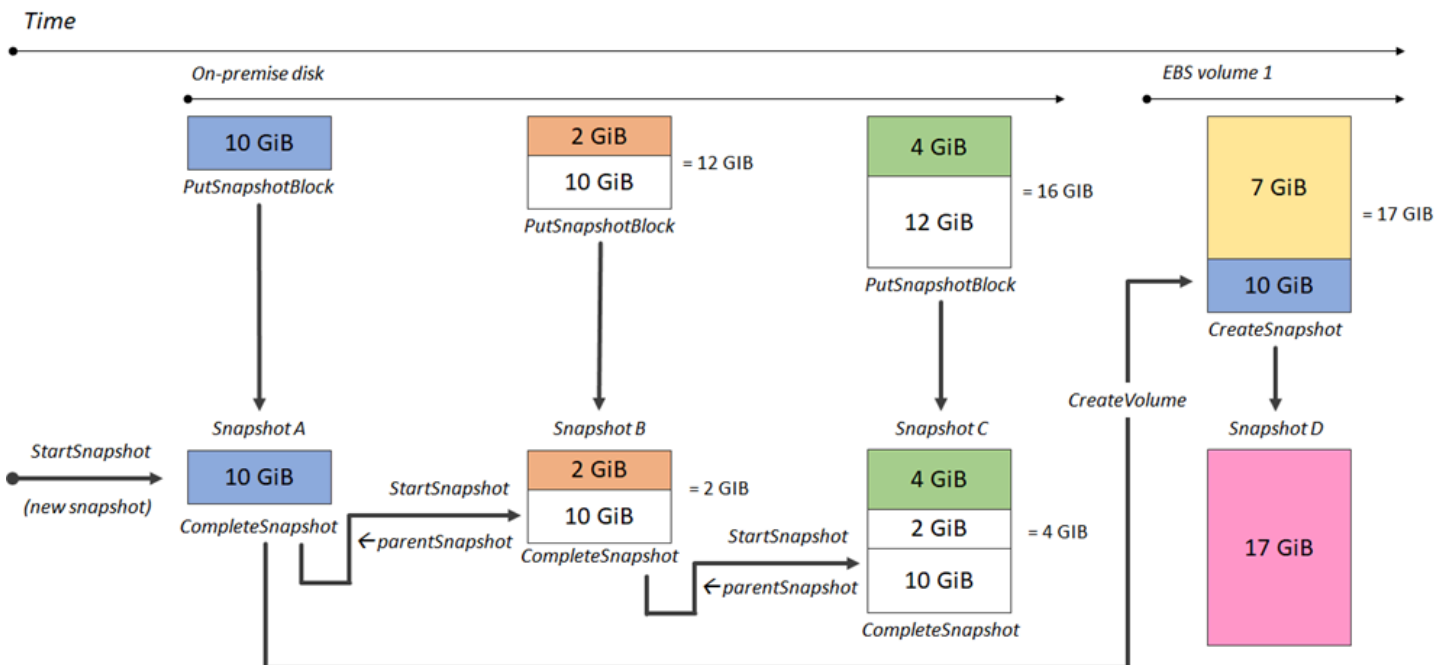 Time
On-premise disk
EBS volume 1
10 GiB
PutSnapshotBlock
2 GiB
10 GiB
= 12 GIB
PutSnapshotBlock
4 GiB
12 GiB
= 16 GIB
PutSnapshotBlock
7 GiB
10 GiB
= 17 GIB
CreateSnapshot
CreateVolume
StartSnapshot
(new snapshot)
Snapshot A
10 GiB
CompleteSnapshot
StartSnapshot
←parentSnapshot
Snapshot B
2 GiB
10 GiB
= 2 GIB
CompleteSnapshot
StartSnapshot
←parentSnapshot
Snapshot C
4 GiB
2 GiB
10 GiB
= 4 GIB
CompleteSnapshot
Snapshot D
17 GiB